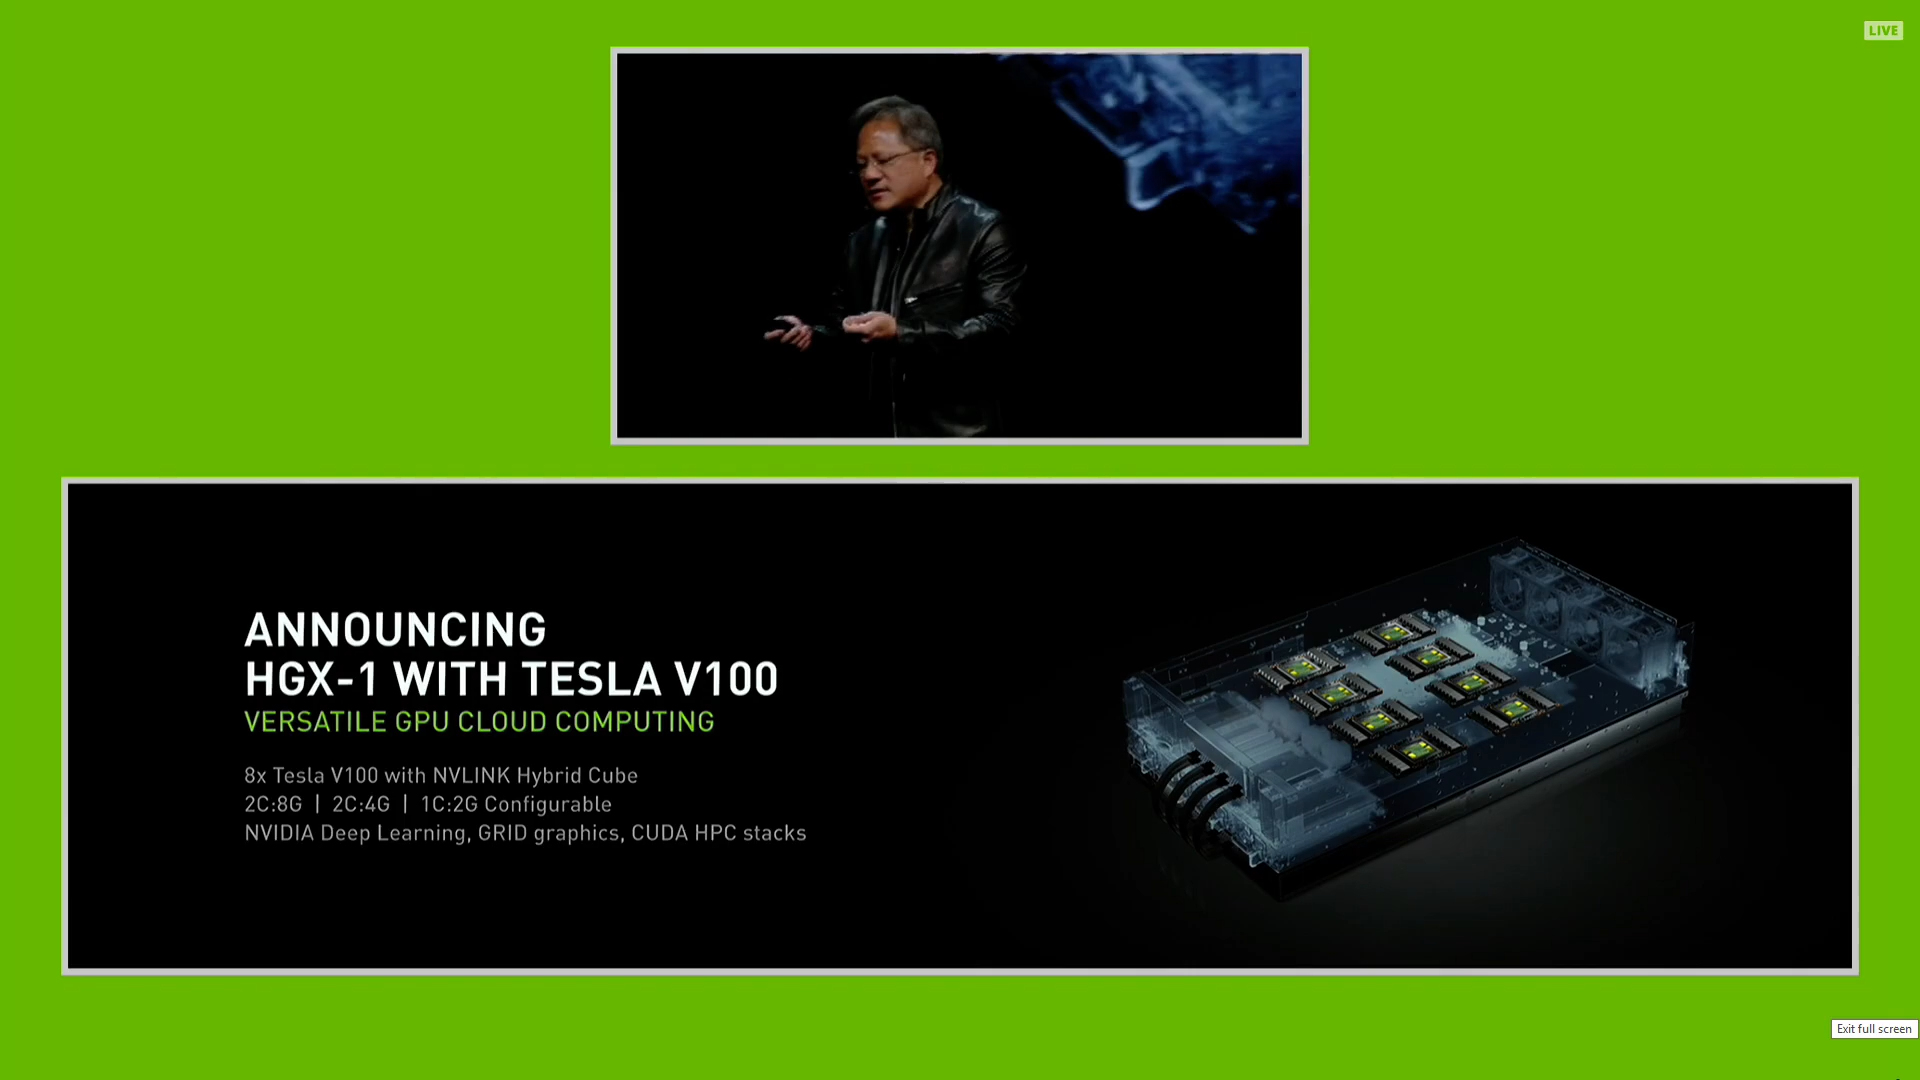 LIVE
ANNOUNCING
HGX-1 WITH TESLA V100
VERSATILE GPU CLOUD COMPUTING
8x Tesla V100 with NVLINK Hybrid Cube
2C:8G | 2C:4G | 1C:2G Configurable
NVIDIA Deep Learning, GRID graphics, CUDA HPC stacks
Exit full screen